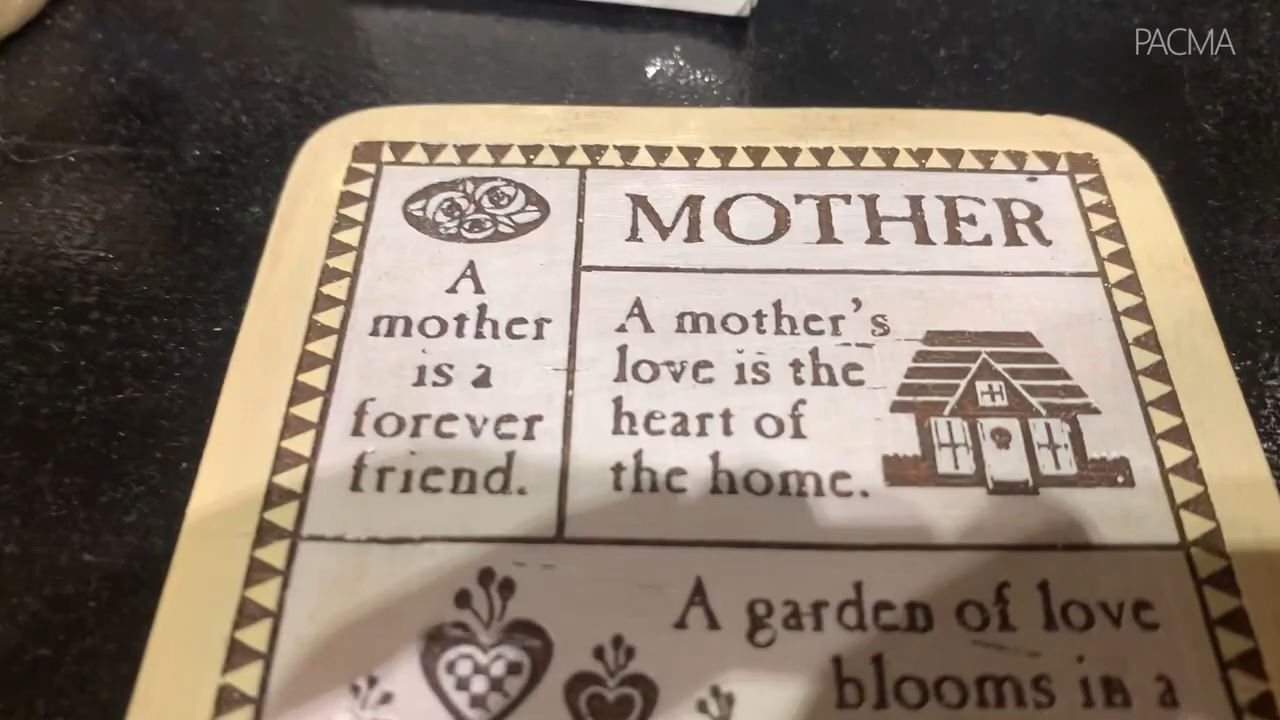 PACMA
MOTHER
A
mother
is a
forever
friend.
A mother's
love is the
heart of
the home.
A garden of love
blooms in a